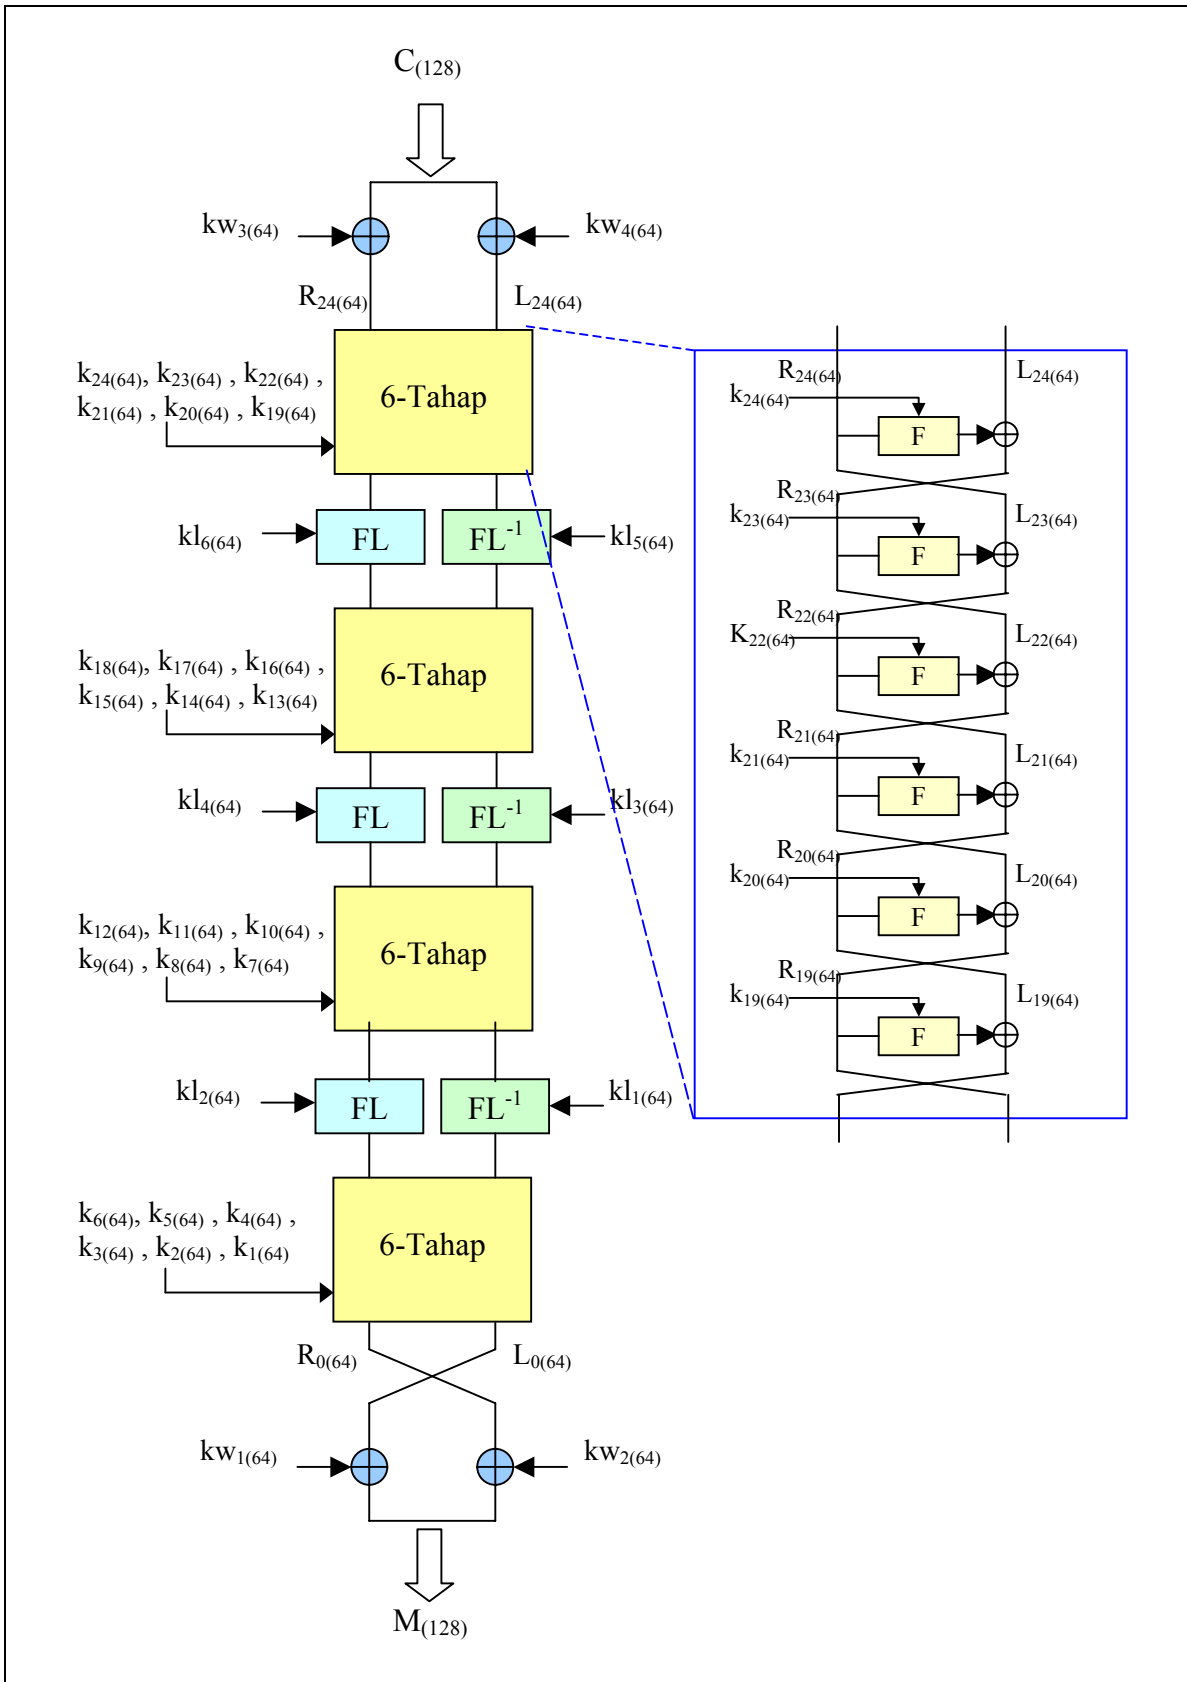 C(128)
kw3(64)
kw4(64)
R24(64)
L24(64)
k24(64), k23(64) , k22(64) ,
k21(64) , k20(64) , k19(64)
6-Tahap
kl6(64)
FL
FL-1
kl5(64)
k18(64), k17(64) , k16(64) ,
k15(64) , k14(64) , k13(64)
6-Tahap
kl4(64)
FL
FL-1
kl3(64)
k12(64), k11(64) , k10(64) ,
k9(64) , k8(64) , k7(64)
6-Tahap
kl2(64)
FL
FL-1
kl1(64)
k6(64), k5(64) , k4(64) ,
k3(64) , k2(64) , k1(64)
6-Tahap
R0(64)
L0(64)
kw1(64)
kw2(64)
M(128)
R24(64)
L24(64)
k24(64)
F
R23(64)
L23(64)
k23(64)
F
R22(64)
L22(64)
K22(64)
F
R21(64)
L21(64)
k21(64)
F
R20(64)
L20(64)
k20(64)
F
R19(64)
L19(64)
k19(64)
F